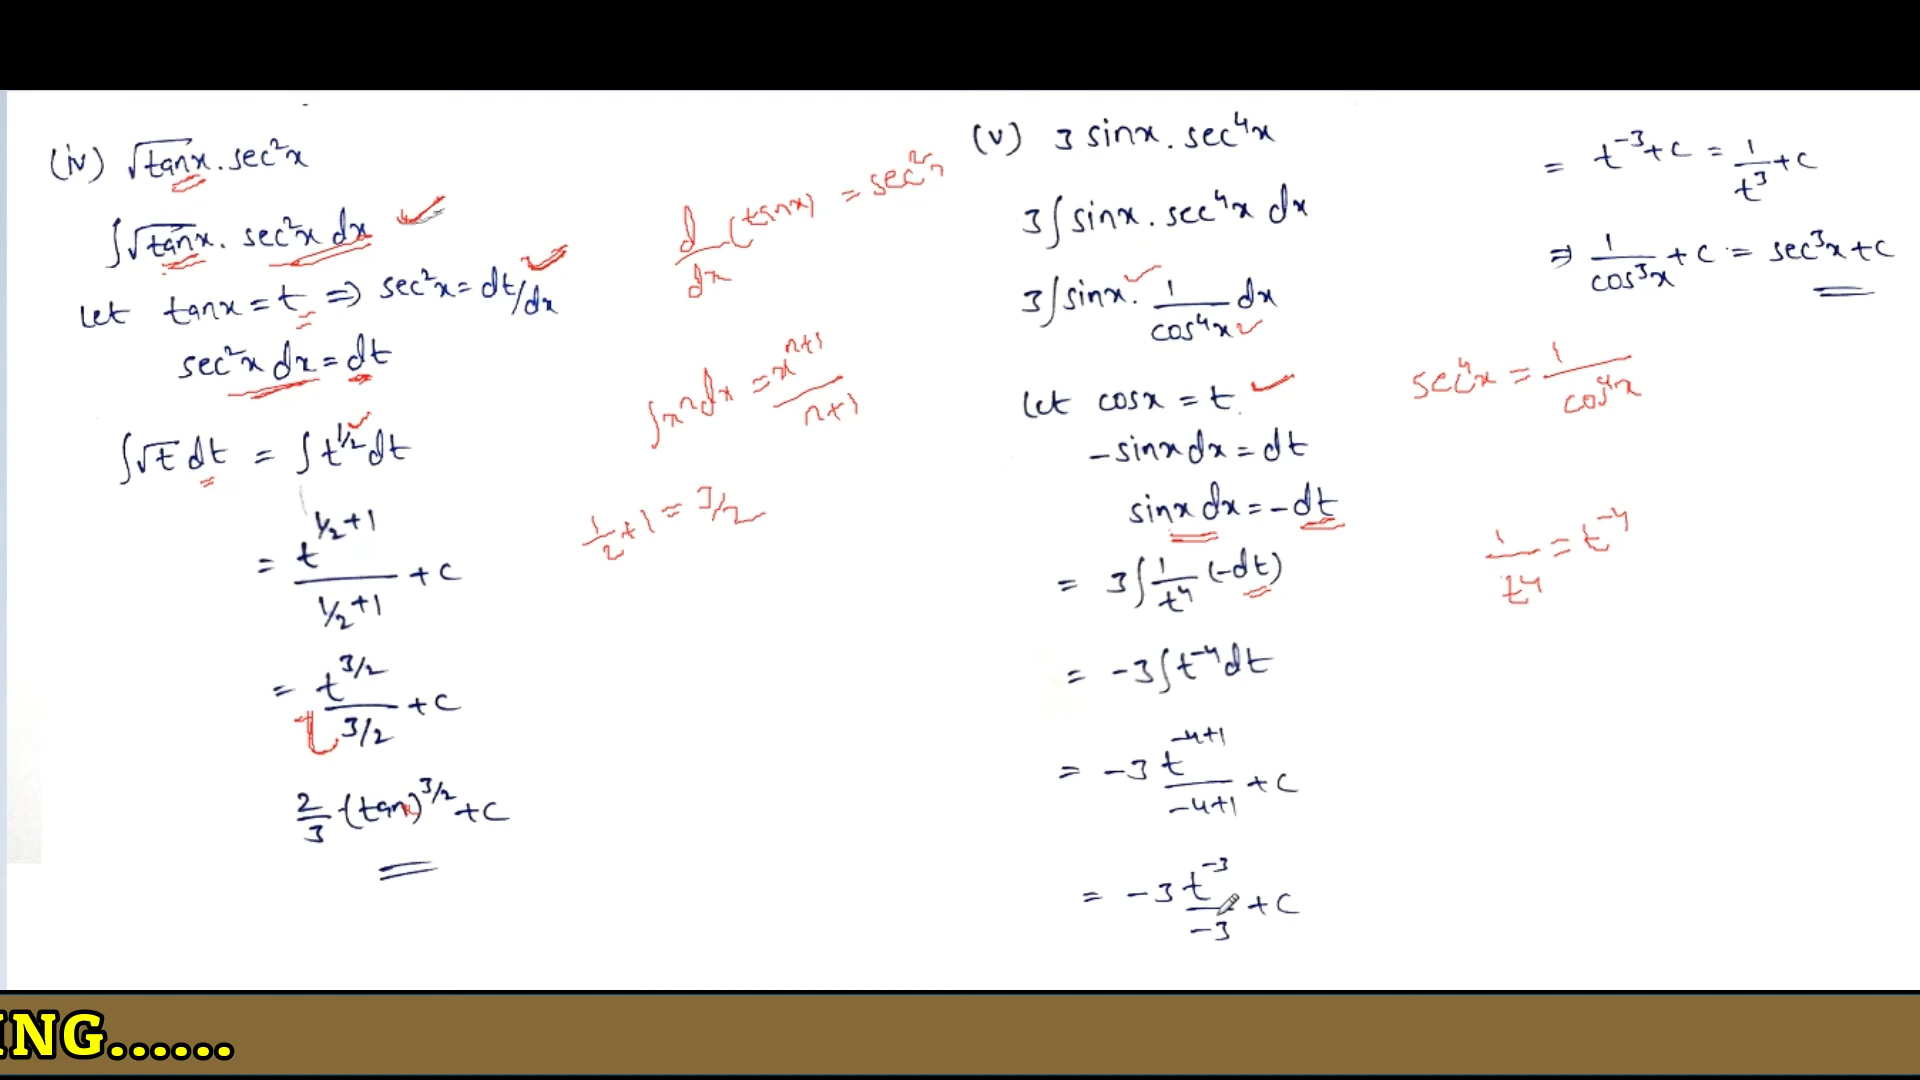 (iv) √tanx . sec²x
∫√tanx . sec²x dx
Let tanx = t ⇒ sec²x = dt/dx
sec²x dx = dt
∫√t dt = ∫ t^1/2 dt
= t^(1/2+1) / (1/2+1) + c
= t^3/2 / (3/2) + c
2/3 (tanx)^3/2 + c
d/dx (tanx) = sec²x
∫xⁿdx = x^(n+1) / (n+1)
1/2 + 1 = 3/2
(v) 3 sinx . sec⁴x
3∫sinx . sec⁴x dx
3∫sinx . 1/cos⁴x dx
Let cosx = t
-sinx dx = dt
sinx dx = -dt
= 3∫ 1/t⁴ (-dt)
= -3∫ t⁻⁴ dt
= -3 t^(-4+1) / (-4+1) + c
= -3 t⁻³ / -3 + c
= t⁻³ + c = 1/t³ + c
⇒ 1/cos³x + c = sec³x + c
sec⁴x = 1/cos⁴x
1/t⁴ = t⁻⁴
ING......